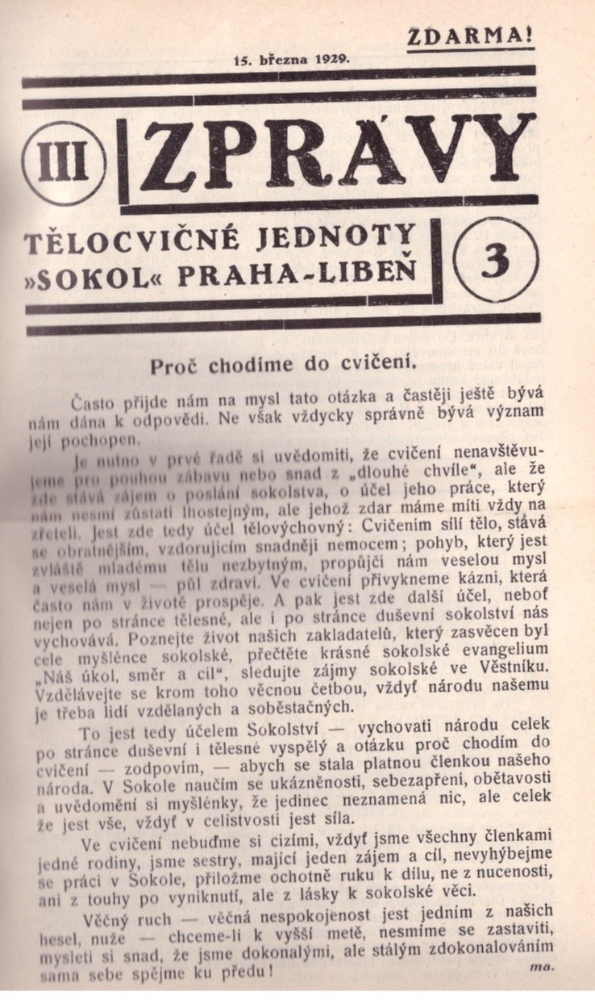 ZDARMA!
15. března 1929.
III
ZPRÁVY
TĚLOCVIČNÉ JEDNOTY
»SOKOL« PRAHA-LIBEŇ
3
Proč chodíme do cvičení.
Často přijde nám na mysl tato otázka a častěji ještě bývá
nám dána k odpovědi. Ne však vždycky správně bývá význam
její pochopen.
Je nutno v prvé řadě si uvědomiti, že cvičení nenavštěvu-
jeme pro pouhou zábavu nebo snad z „dlouhé chvíle“, ale že
zde stává zájem o poslání sokolstva, o účel jeho práce, který
nám nesmí zůstati lhostejným, ale jehož zdar máme míti vždy na
zřeteli. Jest zde tedy účel tělovýchovný: Cvičením sílí tělo, stává
se obratnějším, vzdorujícím snadněji nemocem; pohyb, který jest
zvláště mladému tělu nezbytným, propůjčí nám veselou mysl
a veselá mysl — půl zdraví. Ve cvičení přivykneme kázni, která
často nám v životě prospěje. A pak jest zde další účel, neboť
nejen po stránce tělesné, ale i po stránce duševní sokolství nás
vychovává. Poznejte život našich zakladatelů, který zasvěcen byl
cele myšlénce sokolské, přečtěte krásné sokolské evangelium
„Náš úkol, směr a cíl“, sledujte zájmy sokolské ve Věstníku.
Vzdělávejte se krom toho věcnou četbou, vždyť národu našemu
je třeba lidí vzdělaných a soběstačných.
To jest tedy účelem Sokolství — vychovati národu celek
po stránce duševní i tělesné vyspělý a otázku proč chodím do
cvičení — zodpovím, — abych se stala platnou členkou našeho
národa. V Sokole naučím se ukázněnosti, sebezapření, obětavosti
a uvědomění si myšlénky, že jedinec neznamená nic, ale celek
že jest vše, vždyť v celistvosti jest síla.
Ve cvičení nebuďme si cizími, vždyť jsme všechny členkami
jedné rodiny, jsme sestry, mající jeden zájem a cíl, nevyhýbejme
se práci v Sokole, přiložme ochotně ruku k dílu, ne z nucenosti,
ani z touhy po vyniknutí, ale z lásky k sokolské věci.
Věčný ruch — věčná nespokojenost jest jedním z našich
hesel, nuže — chceme-li k vyšší metě, nesmíme se zastaviti,
mysleti si snad, že jsme dokonalými, ale stálým zdokonalováním
sama sebe spějme ku předu!
ma.